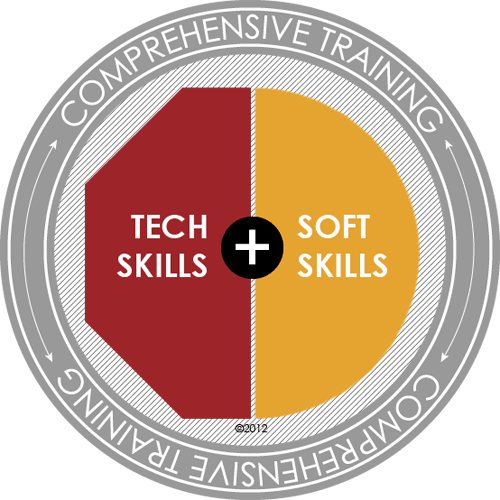 COMPREHENSIVE TRAINING
TECH
SKILLS
+
SOFT
SKILLS
©2012
COMPREHENSIVE TRAINING